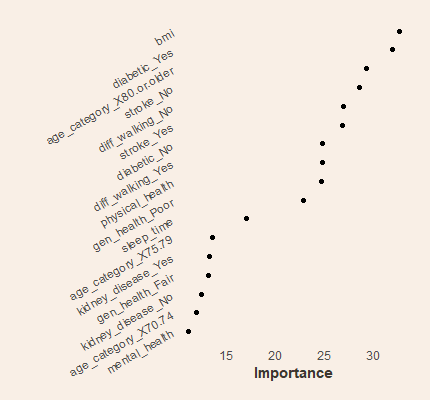 bmi
diabetic_Yes
age_category_X80.or.older
stroke_No
diff_walking_No
stroke_Yes
diabetic_No
diff_walking_Yes
physical_health
gen_health_Poor
sleep_time
age_category_X75.79
kidney_disease_Yes
gen_health_Fair
kidney_disease_No
age_category_X70.74
mental_health
15 20 25 30
Importance